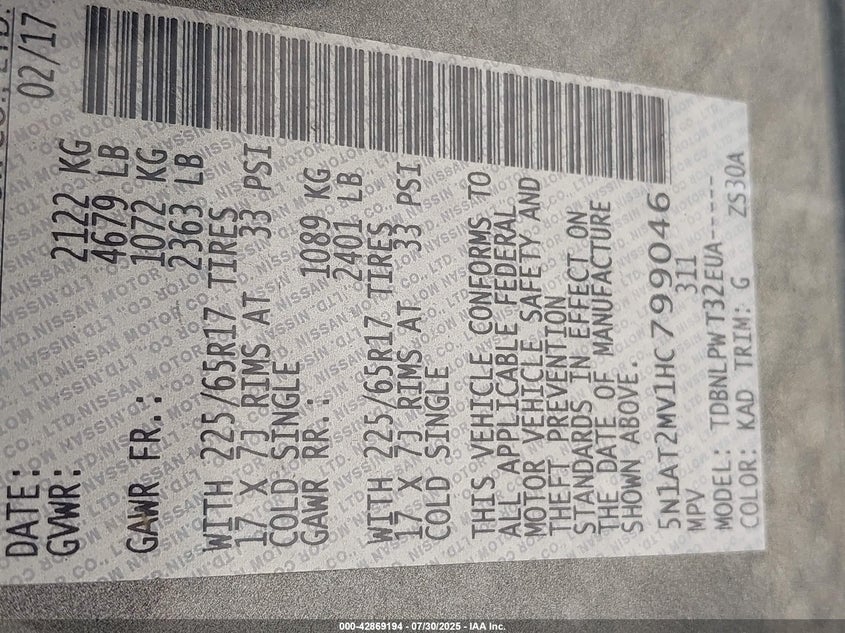 DATE: 02/17
GVWR: 2122 KG
4679 LB
GAWR FR.: 1072 KG
2363 LB
WITH 225/65R17 TIRES
17 X 7J RIMS AT 33 PSI
COLD SINGLE
GAWR RR.: 1089 KG
2401 LB
WITH 225/65R17 TIRES
17 X 7J RIMS AT 33 PSI
COLD SINGLE
THIS VEHICLE CONFORMS TO
ALL APPLICABLE FEDERAL
MOTOR VEHICLE SAFETY AND
THEFT PREVENTION
STANDARDS IN EFFECT ON
THE DATE OF MANUFACTURE
SHOWN ABOVE.
5N1AT2MV1HC799046
MPV 311
MODEL: TDBNLPWT32EUA------
COLOR: KAD TRIM: G ZS30A
000-42869194 - 07/30/2025 - IAA Inc.